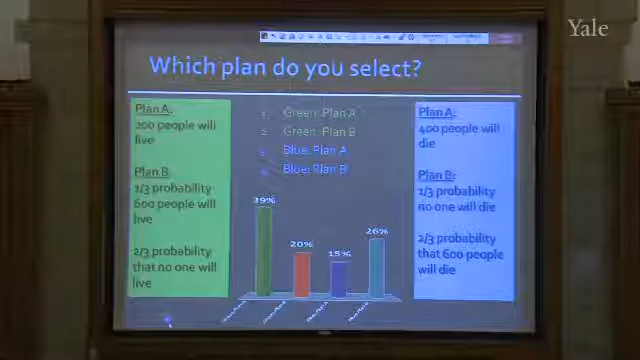 Yale
Which plan do you select?
Plan A:
200 people will
live
Plan B:
1/3 probability
600 people will
live
2/3 probability
that no one will
live
1. Green: Plan A
2. Green: Plan B
3. Blue: Plan A
Blue: Plan B
39%
20%
15%
26%
Plan A:
400 people will
die
Plan B:
1/3 probability
no one will die
2/3 probability
that 600 people
will die